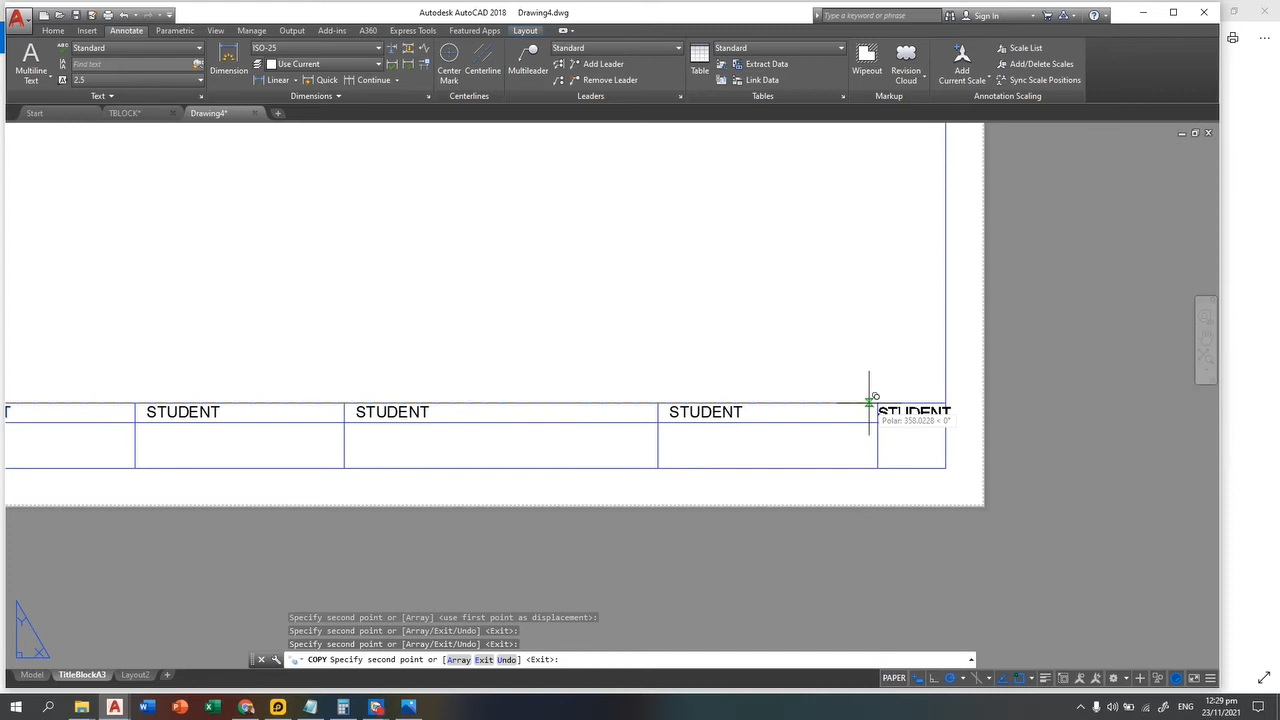 Autodesk AutoCAD 2018 Drawing4.dwg
Type a keyword or phrase
Sign In
Home Insert Annotate Parametric View Manage Output Add-ins A360 Express Tools Featured Apps Layout
Multiline
Text
Standard
Find text
2.5
Text
Dimension
ISO-25
Use Current
Linear Quick Continue
Dimensions
Center
Mark
Centerline
Centerlines
Multileader
Standard
Add Leader
Remove Leader
Leaders
Table
Standard
Extract Data
Link Data
Tables
Wipeout
Revision
Cloud
Markup
Add
Current Scale
Scale List
Add/Delete Scales
Sync Scale Positions
Annotation Scaling
Start TBLOCK* Drawing4*
T STUDENT STUDENT STUDENT STUDENT
Polar: 358.0228 < 0°
Y
X
Specify second point or [Array] <use first point as displacement>:
Specify second point or [Array/Exit/Undo] <Exit>:
Specify second point or [Array/Exit/Undo] <Exit>:
COPY Specify second point or [Array Exit Undo] <Exit>:
Model TitleBlockA3 Layout2
PAPER
ENG
12:29 pm
23/11/2021